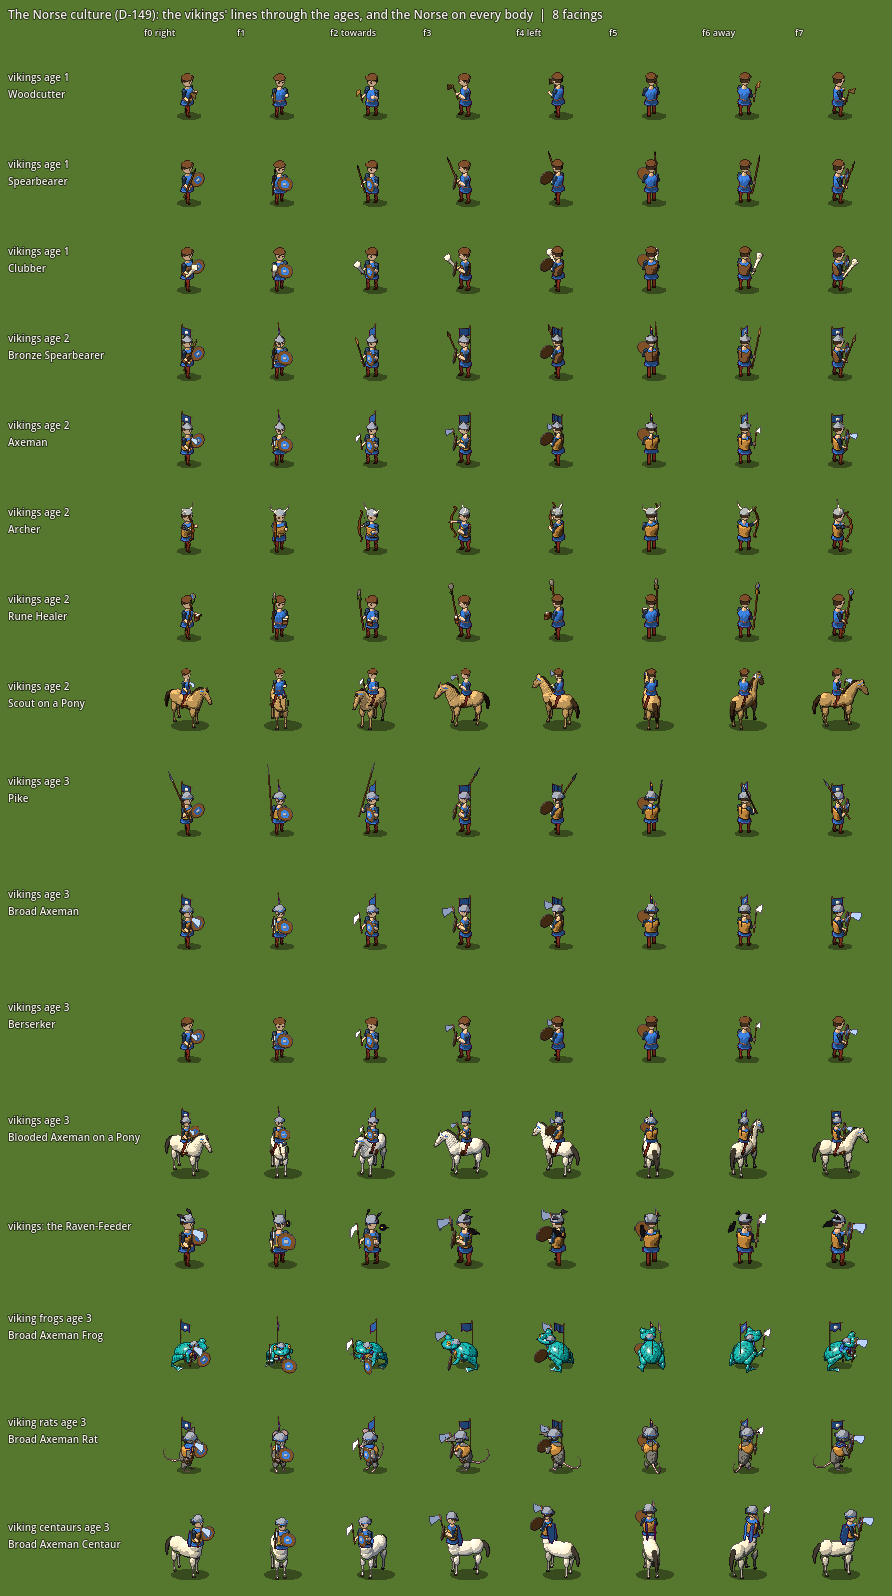 The Norse culture (D-149): the vikings' lines through the ages, and the Norse on every body | 8 facings
f0 right f1 f2 towards f3 f4 left f5 f6 away f7
vikings age 1
Woodcutter
vikings age 1
Spearbearer
vikings age 1
Clubber
vikings age 2
Bronze Spearbearer
vikings age 2
Axeman
vikings age 2
Archer
vikings age 2
Rune Healer
vikings age 2
Scout on a Pony
vikings age 3
Pike
vikings age 3
Broad Axeman
vikings age 3
Berserker
vikings age 3
Blooded Axeman on a Pony
vikings: the Raven-Feeder
viking frogs age 3
Broad Axeman Frog
viking rats age 3
Broad Axeman Rat
viking centaurs age 3
Broad Axeman Centaur